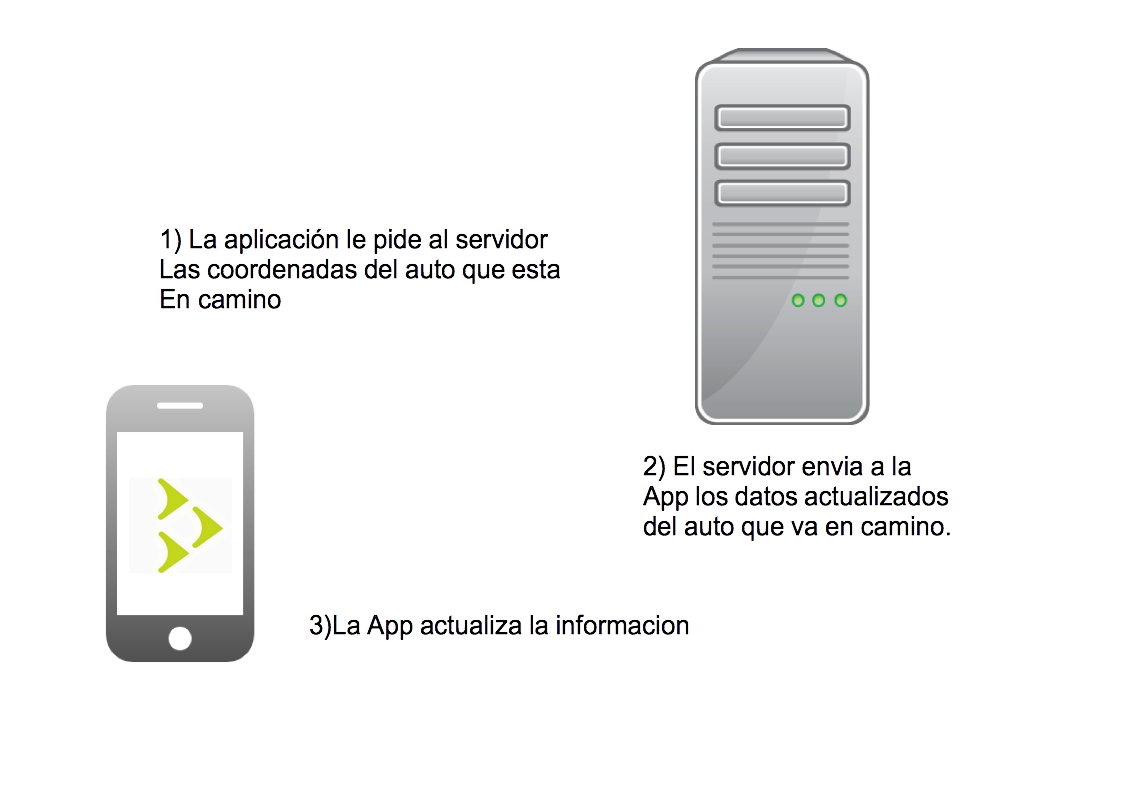 1) La aplicación le pide al servidor
Las coordenadas del auto que esta
En camino
2) El servidor envia a la
App los datos actualizados
del auto que va en camino.
3)La App actualiza la informacion